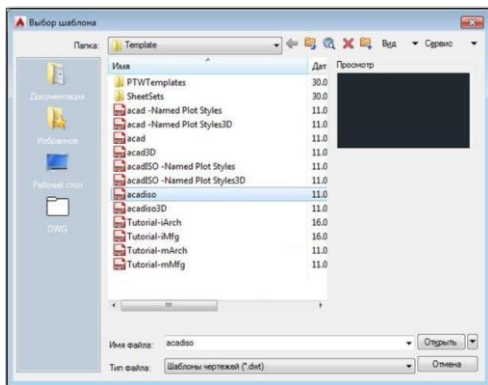 Выбор шаблона
Папка: Template Вид Сервис
Имя Дат Просмотр
PTWTemplates 30.0
SheetSets 30.0
acad -Named Plot Styles 11.0
acad -Named Plot Styles3D 11.0
acad 11.0
acad3D 11.0
acadISO -Named Plot Styles 11.0
acadISO -Named Plot Styles3D 11.0
acadiso 11.0
acadiso3D 11.0
Tutorial-iArch 16.0
Tutorial-iMfg 16.0
Tutorial-mArch 11.0
Tutorial-mMfg 11.0
Документация
Избранное
Рабочий стол
DWG
Имя файла: acadiso Открыть
Тип файла: Шаблоны чертежей (*.dwt) Отмена